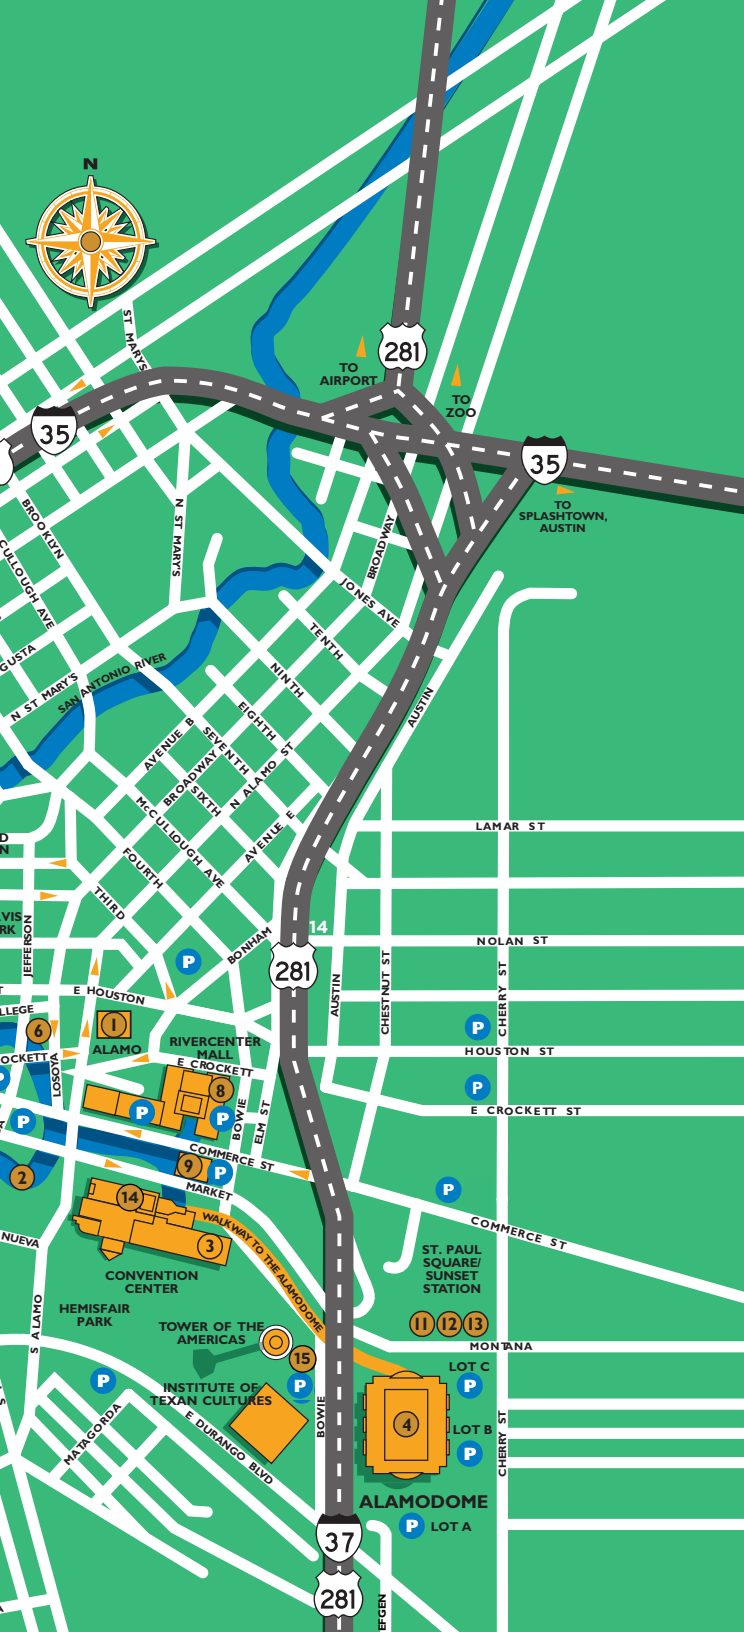 N
ST MARYS
281
TO
AIRPORT
TO
ZOO
35
35
TO
SPLASHTOWN,
AUSTIN
BROOKLYN
N ST MARY'S
BROADWAY
JONES AVE
TENTH
NINTH
N ST MARY'S
SAN ANTONIO RIVER
AUSTIN
EIGHTH
AVENUE B
SEVENTH
BROADWAY
SIXTH
N ALAMO ST
McCULLOUGH AVE
AVENUE E
LAMAR ST
FOURTH
THIRD
14
BONHAM
NOLAN ST
JEFFERSON
P
281
AUSTIN
CHESTNUT ST
CHERRY ST
E HOUSTON
6
1
ALAMO
RIVERCENTER
MALL
P
HOUSTON ST
LOSOYA
E CROCKETT
8
P
P
P
P
BOWIE
ELM ST
E CROCKETT ST
COMMERCE ST
9
P
2
MARKET
P
14
WALKWAY TO THE ALAMODOME
3
COMMERCE ST
NUEVA
CONVENTION
CENTER
ST. PAUL
SQUARE/
SUNSET
STATION
HEMISFAIR
PARK
S ALAMO
11
12
13
TOWER OF THE
AMERICAS
MONTANA
15
LOT C
P
P
P
INSTITUTE OF
TEXAN CULTURES
BOWIE
4
LOT B
P
MATAGORDA
E DURANGO BLVD
CHERRY ST
ALAMODOME
P
LOT A
37
281